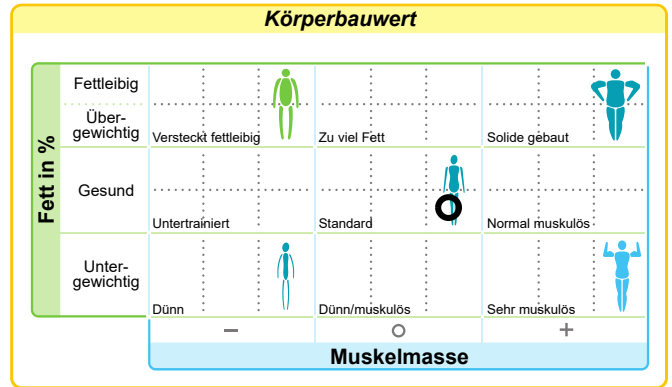 Körperbauwert
Fett in %
Fettleibig
Über-
gewichtig
Versteckt fettleibig
Zu viel Fett
Solide gebaut
Gesund
Untertrainiert
Standard
Normal muskulös
Unter-
gewichtig
Dünn
Dünn/muskulös
Sehr muskulös
− ○ +
Muskelmasse